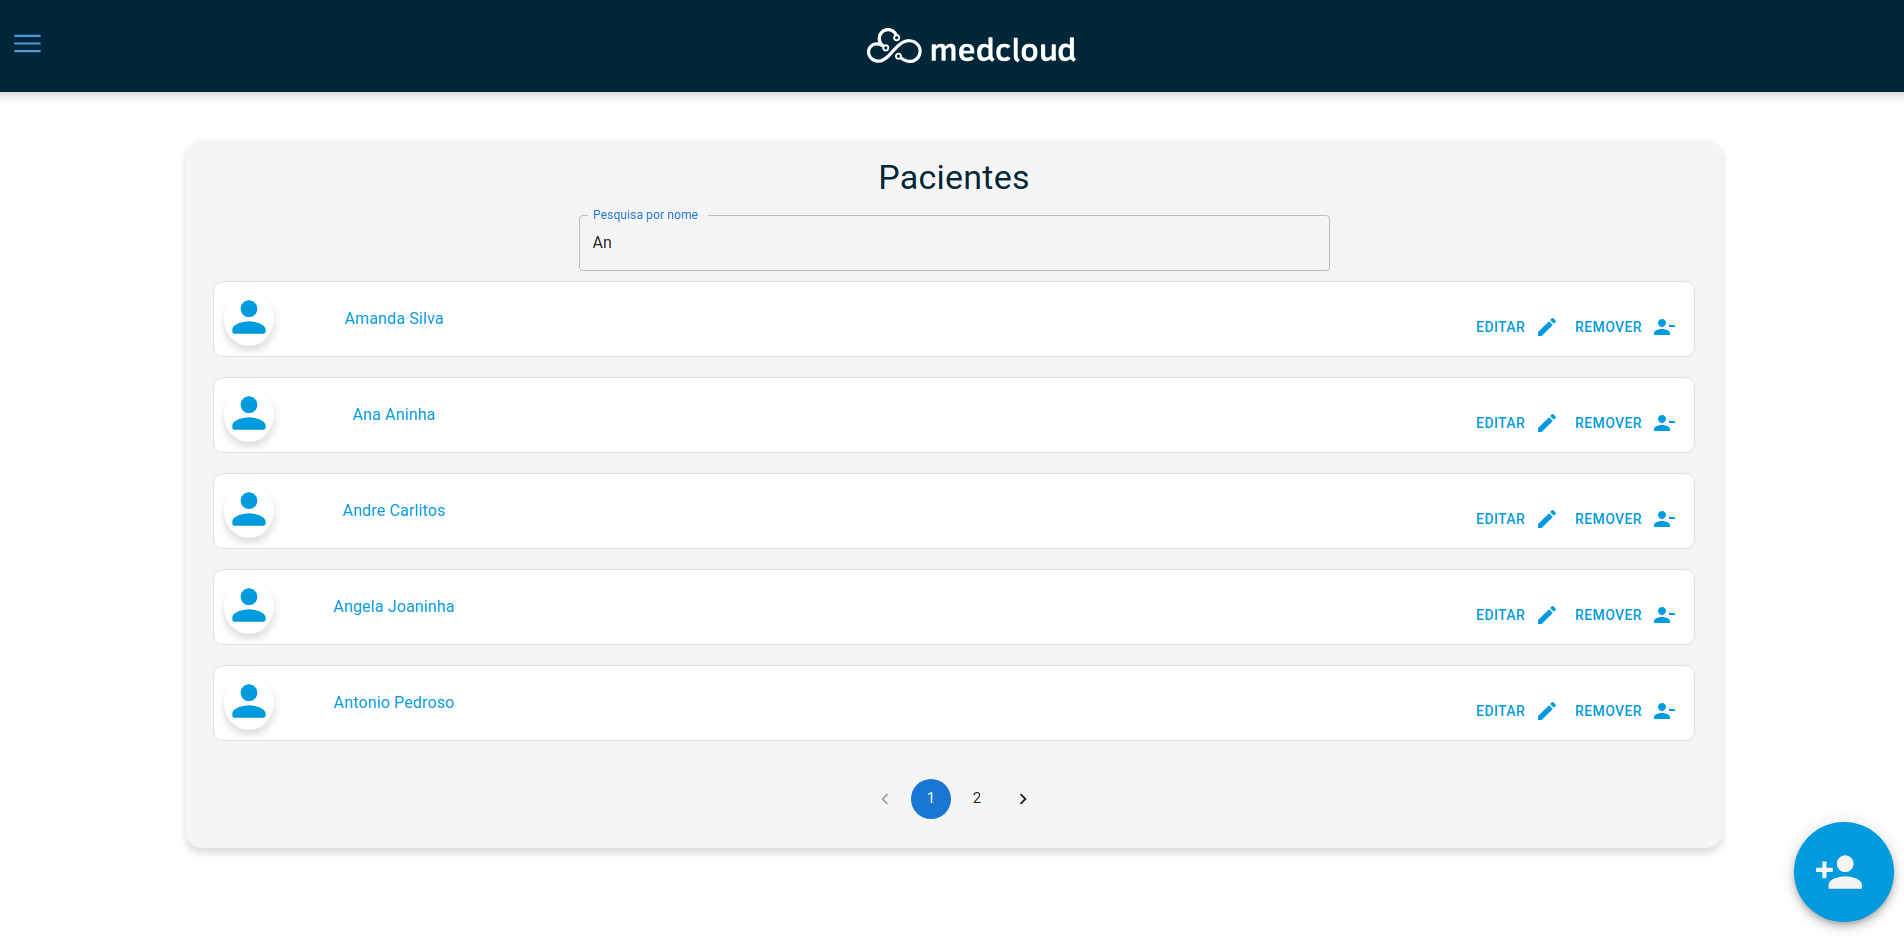 medcloud
Pacientes
Pesquisa por nome
An
Amanda Silva
EDITAR REMOVER
Ana Aninha
EDITAR REMOVER
Andre Carlitos
EDITAR REMOVER
Angela Joaninha
EDITAR REMOVER
Antonio Pedroso
EDITAR REMOVER
1 2